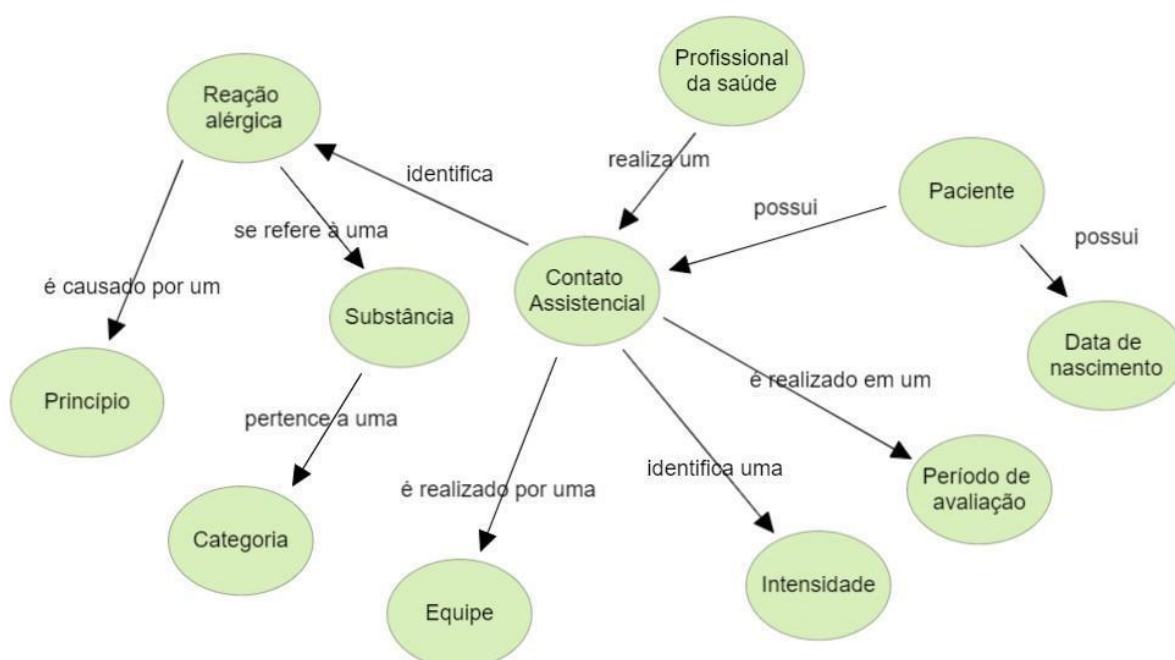 Profissional
da saúde
Reação
alérgica
realiza um
identifica
Paciente
possui
se refere à uma
possui
é causado por um
Contato
Assistencial
Substância
Data de
nascimento
é realizado em um
Princípio
pertence a uma
identifica uma
Período de
avaliação
é realizado por uma
Categoria
Intensidade
Equipe